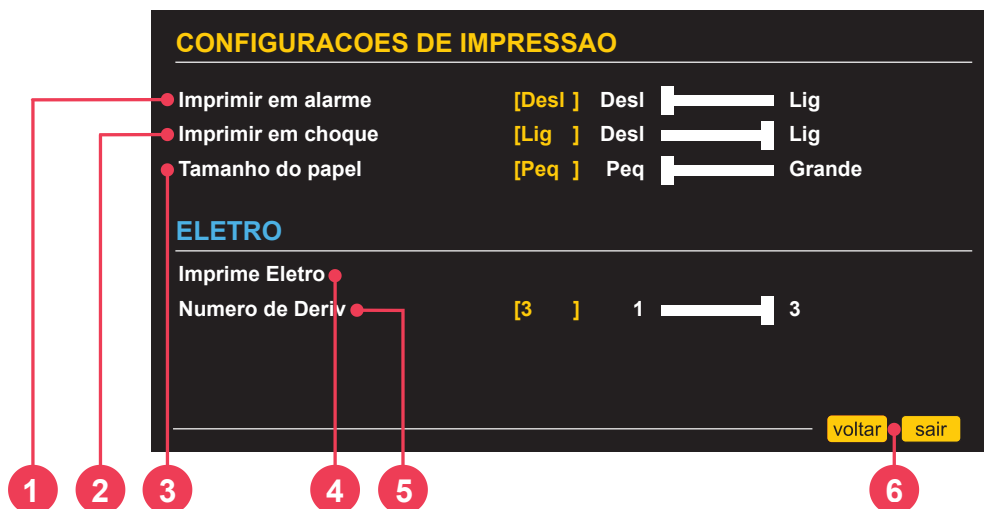 CONFIGURACOES DE IMPRESSAO
Imprimir em alarme [Desl ] Desl Lig
Imprimir em choque [Lig ] Desl Lig
Tamanho do papel [Peq ] Peq Grande
ELETRO
Imprime Eletro
Numero de Deriv [3 ] 1 3
voltar sair
1 2 3 4 5 6